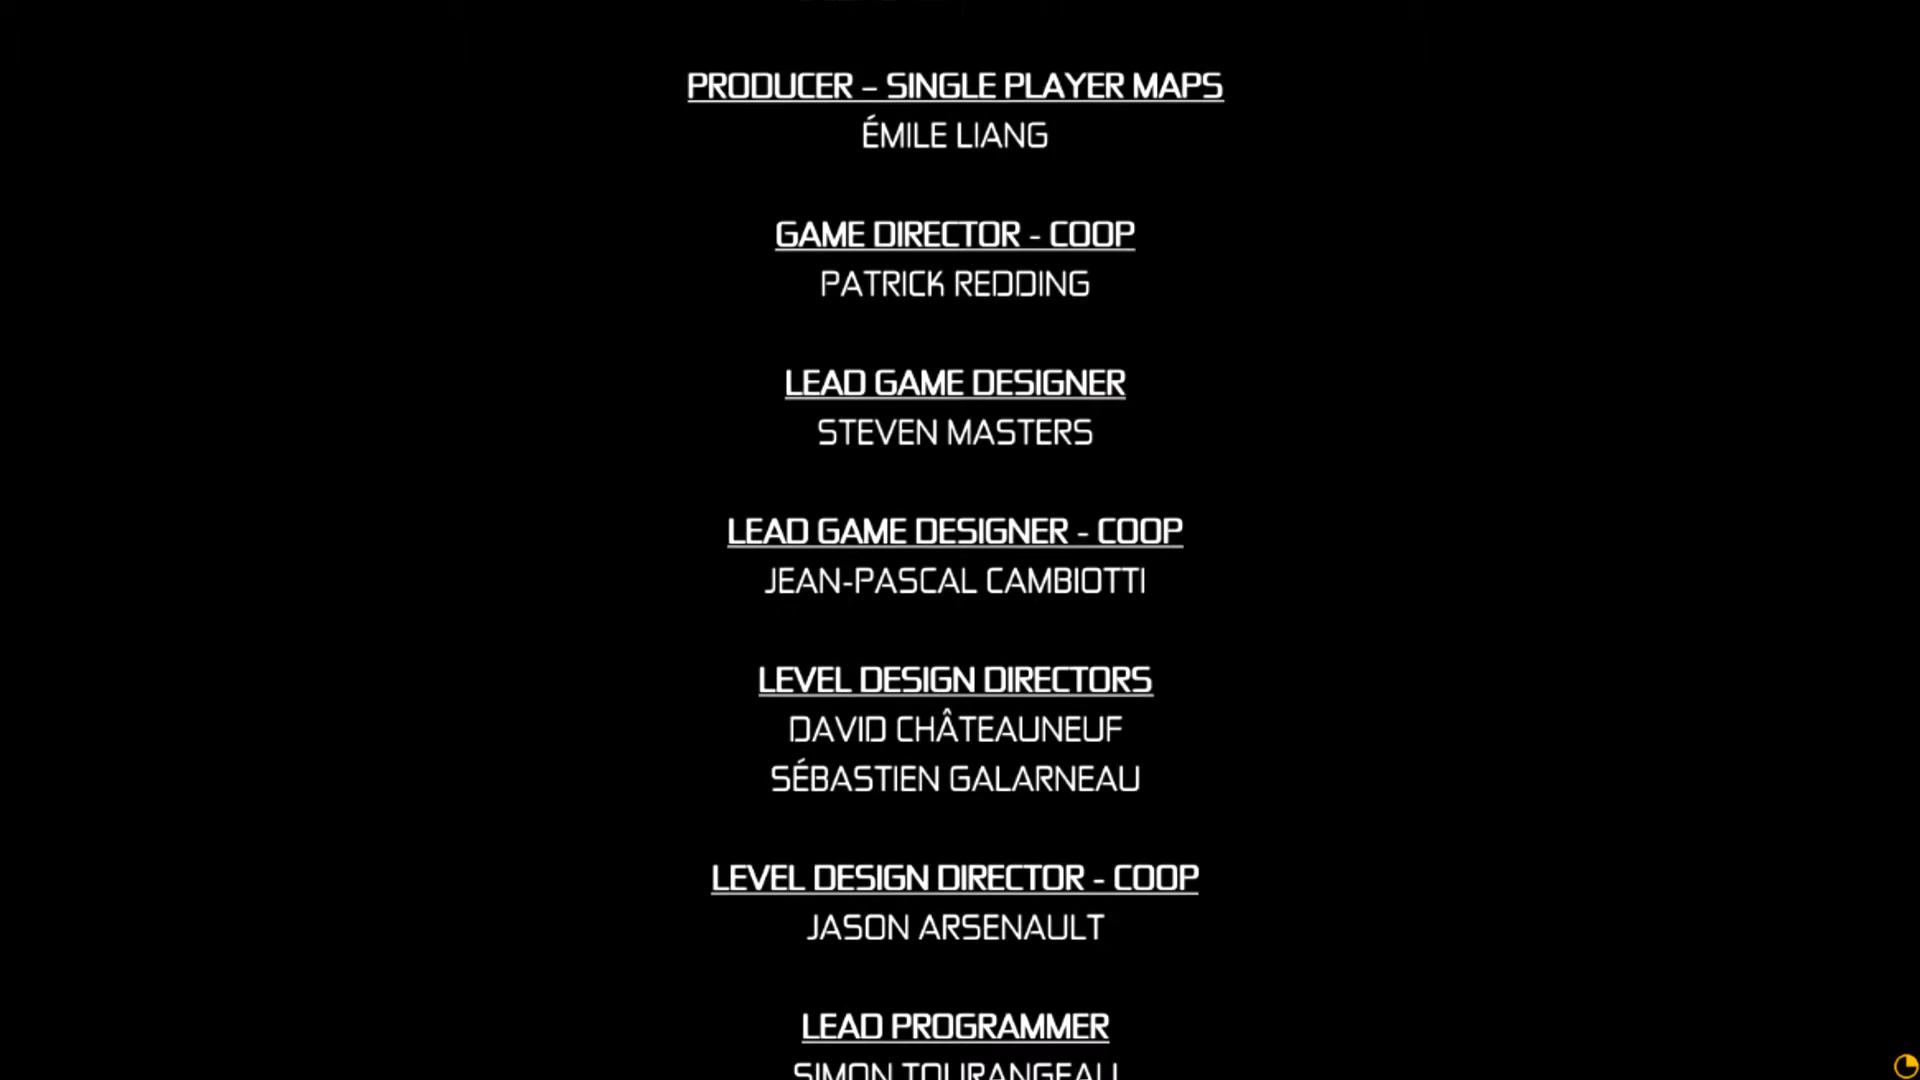 PRODUCER – SINGLE PLAYER MAPS
ÉMILE LIANG
GAME DIRECTOR - COOP
PATRICK REDDING
LEAD GAME DESIGNER
STEVEN MASTERS
LEAD GAME DESIGNER - COOP
JEAN-PASCAL CAMBIOTTI
LEVEL DESIGN DIRECTORS
DAVID CHÂTEAUNEUF
SÉBASTIEN GALARNEAU
LEVEL DESIGN DIRECTOR - COOP
JASON ARSENAULT
LEAD PROGRAMMER
SIMON TOURANGEAU